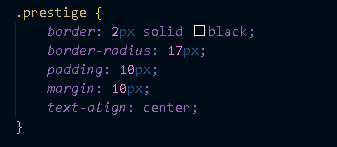 .prestige {
border: 2px solid black;
border-radius: 17px;
padding: 10px;
margin: 10px;
text-align: center;
}